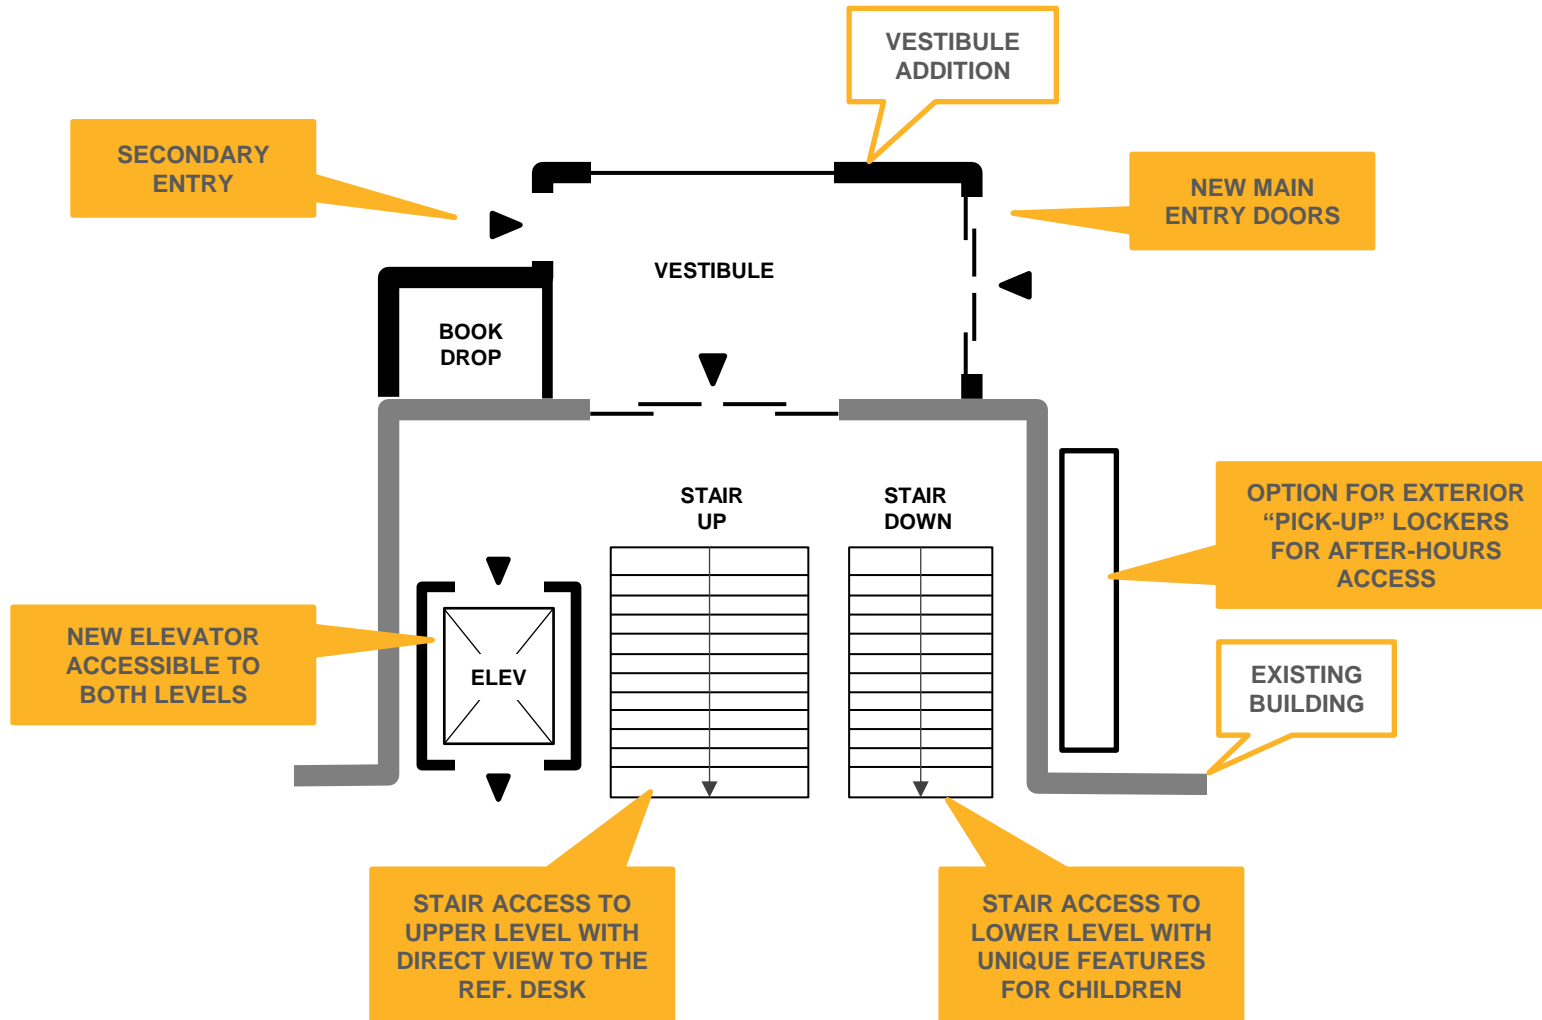 VESTIBULE
ADDITION
SECONDARY
ENTRY
NEW MAIN
ENTRY DOORS
VESTIBULE
BOOK
DROP
STAIR
UP
STAIR
DOWN
OPTION FOR EXTERIOR
“PICK-UP” LOCKERS
FOR AFTER-HOURS
ACCESS
NEW ELEVATOR
ACCESSIBLE TO
BOTH LEVELS
ELEV
EXISTING
BUILDING
STAIR ACCESS TO
UPPER LEVEL WITH
DIRECT VIEW TO THE
REF. DESK
STAIR ACCESS TO
LOWER LEVEL WITH
UNIQUE FEATURES
FOR CHILDREN